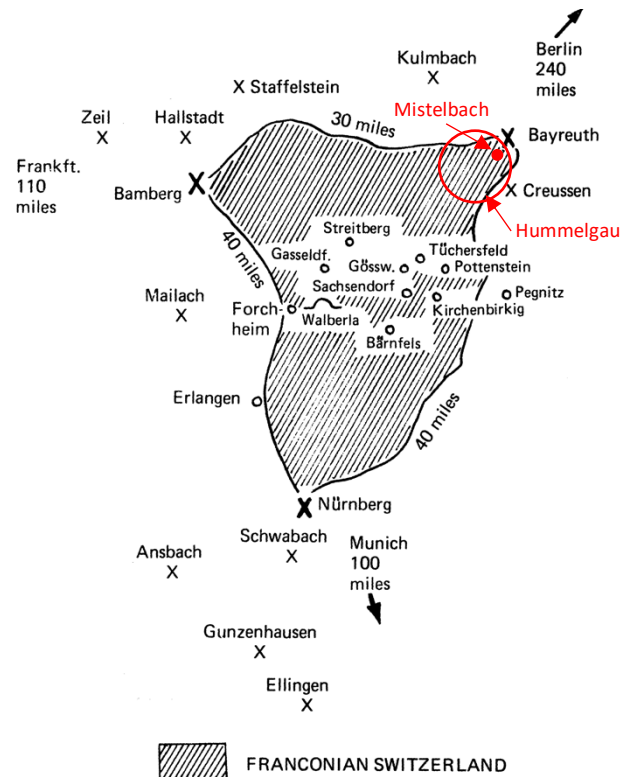 Berlin
240
miles
Kulmbach
X
X Staffelstein
Zeil
X
Hallstadt
X
30 miles
Mistelbach
X
Bayreuth
Frankft.
110
miles
Bamberg
X
X
Creussen
Hummelgau
40 miles
Streitberg
Gasseldf.
Gössw.
Tüchersfeld
Pottenstein
Sachsendorf
Pegnitz
Mailach
X
Forch-
heim
Walberla
Kirchenbirkig
Bärnfels
Erlangen
40 miles
X
Nürnberg
Schwabach
X
Munich
100
miles
Ansbach
X
Gunzenhausen
X
Ellingen
X
FRANCONIAN SWITZERLAND